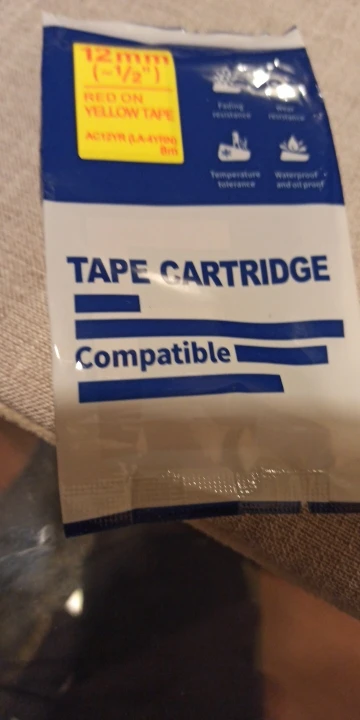 12mm
(~1/2")
RED ON
YELLOW TAPE
8m
Fading
resistance
Wear
resistance
Temperature
tolerance
Waterproof
and oil proof
TAPE CARTRIDGE
Compatible